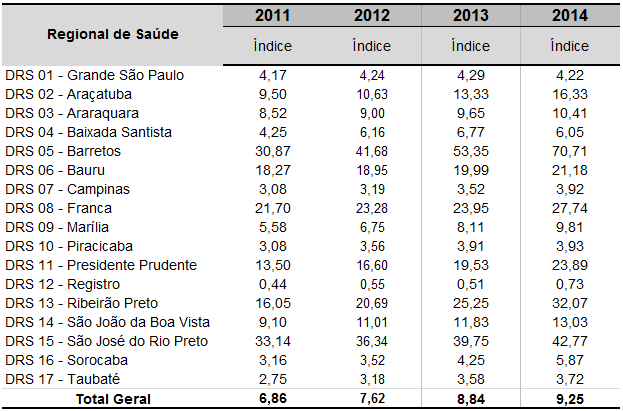 Regional de Saúde 2011 2012 2013 2014
Índice Índice Índice Índice
DRS 01 - Grande São Paulo 4,17 4,24 4,29 4,22
DRS 02 - Araçatuba 9,50 10,63 13,33 16,33
DRS 03 - Araraquara 8,52 9,00 9,65 10,41
DRS 04 - Baixada Santista 4,25 6,16 6,77 6,05
DRS 05 - Barretos 30,87 41,68 53,35 70,71
DRS 06 - Bauru 18,27 18,95 19,99 21,18
DRS 07 - Campinas 3,08 3,19 3,52 3,92
DRS 08 - Franca 21,70 23,28 23,95 27,74
DRS 09 - Marília 5,58 6,75 8,11 9,81
DRS 10 - Piracicaba 3,08 3,56 3,91 3,93
DRS 11 - Presidente Prudente 13,50 16,60 19,53 23,89
DRS 12 - Registro 0,44 0,55 0,51 0,73
DRS 13 - Ribeirão Preto 16,05 20,69 25,25 32,07
DRS 14 - São João da Boa Vista 9,10 11,01 11,83 13,03
DRS 15 - São José do Rio Preto 33,14 36,34 39,75 42,77
DRS 16 - Sorocaba 3,16 3,52 4,25 5,87
DRS 17 - Taubaté 2,75 3,18 3,58 3,72
Total Geral 6,86 7,62 8,84 9,25